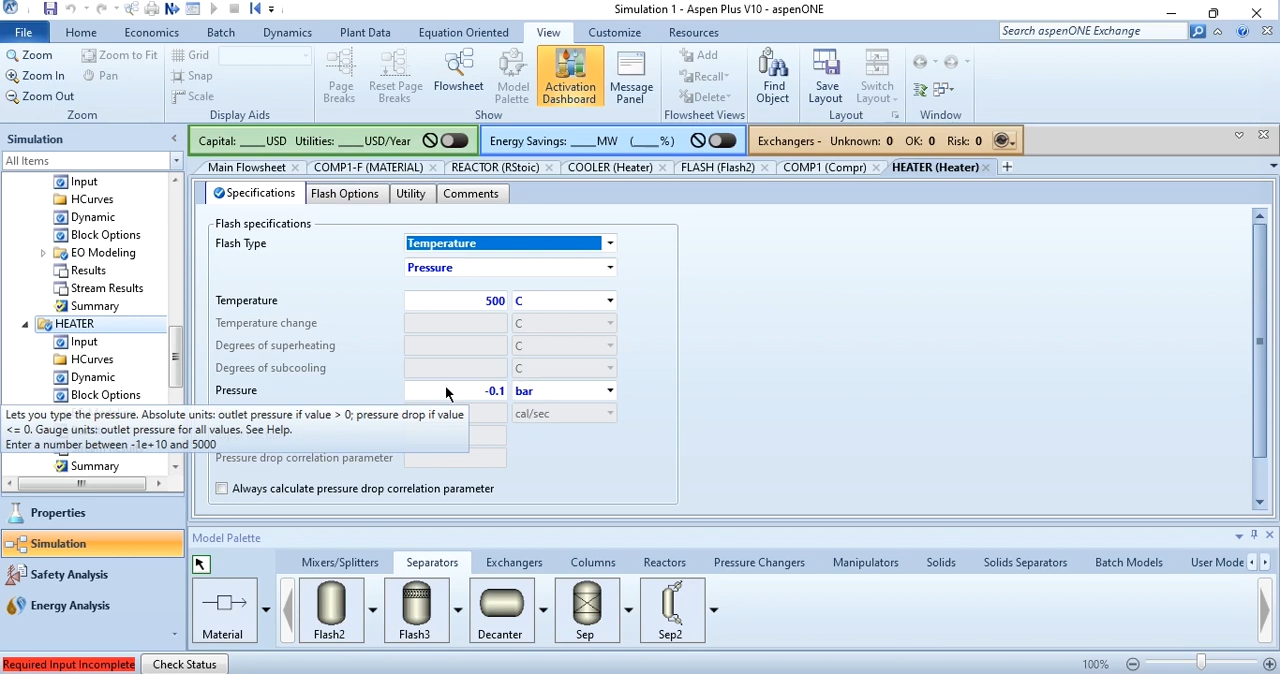 Simulation 1 - Aspen Plus V10 - aspenONE
File Home Economics Batch Dynamics Plant Data Equation Oriented View Customize Resources Search aspenONE Exchange
Zoom Zoom to Fit Grid Page Breaks Reset Page Breaks Flowsheet Model Palette Activation Dashboard Message Panel Add Find Object Save Layout Switch Layout
Zoom In Pan Snap Recall
Zoom Out Scale Delete
Zoom Display Aids Show Flowsheet Views Layout Window
Simulation Capital: ____USD Utilities: ____USD/Year Energy Savings: ____MW (____%) Exchangers - Unknown: 0 OK: 0 Risk: 0
All Items Main Flowsheet COMP1-F (MATERIAL) REACTOR (RStoic) COOLER (Heater) FLASH (Flash2) COMP1 (Compr) HEATER (Heater)
Input
HCurves
Dynamic
Block Options
EO Modeling
Results
Stream Results
Summary
HEATER
Input
HCurves
Dynamic
Block Options
Summary
Specifications Flash Options Utility Comments
Flash specifications
Flash Type Temperature
Pressure
Temperature 500 C
Temperature change C
Degrees of superheating C
Degrees of subcooling C
Pressure -0.1 bar
cal/sec
Lets you type the pressure. Absolute units: outlet pressure if value > 0; pressure drop if value
<= 0. Gauge units: outlet pressure for all values. See Help.
Enter a number between -1e+10 and 5000
Pressure drop correlation parameter
Always calculate pressure drop correlation parameter
Properties
Simulation
Safety Analysis
Energy Analysis
Model Palette
Mixers/Splitters Separators Exchangers Columns Reactors Pressure Changers Manipulators Solids Solids Separators Batch Models User Mode
Material Flash2 Flash3 Decanter Sep Sep2
Required Input Incomplete Check Status 100%